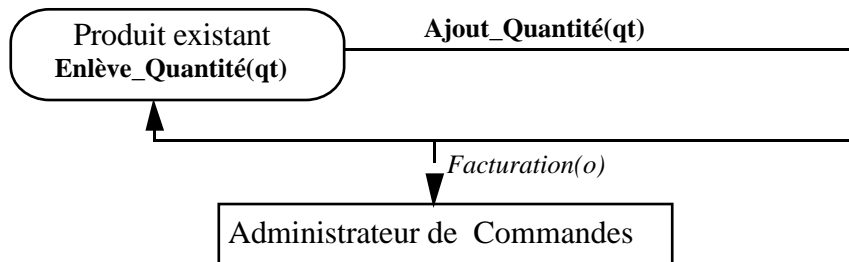 Produit existant
Enlève_Quantité(qt)
Ajout_Quantité(qt)
Facturation(o)
Administrateur de Commandes